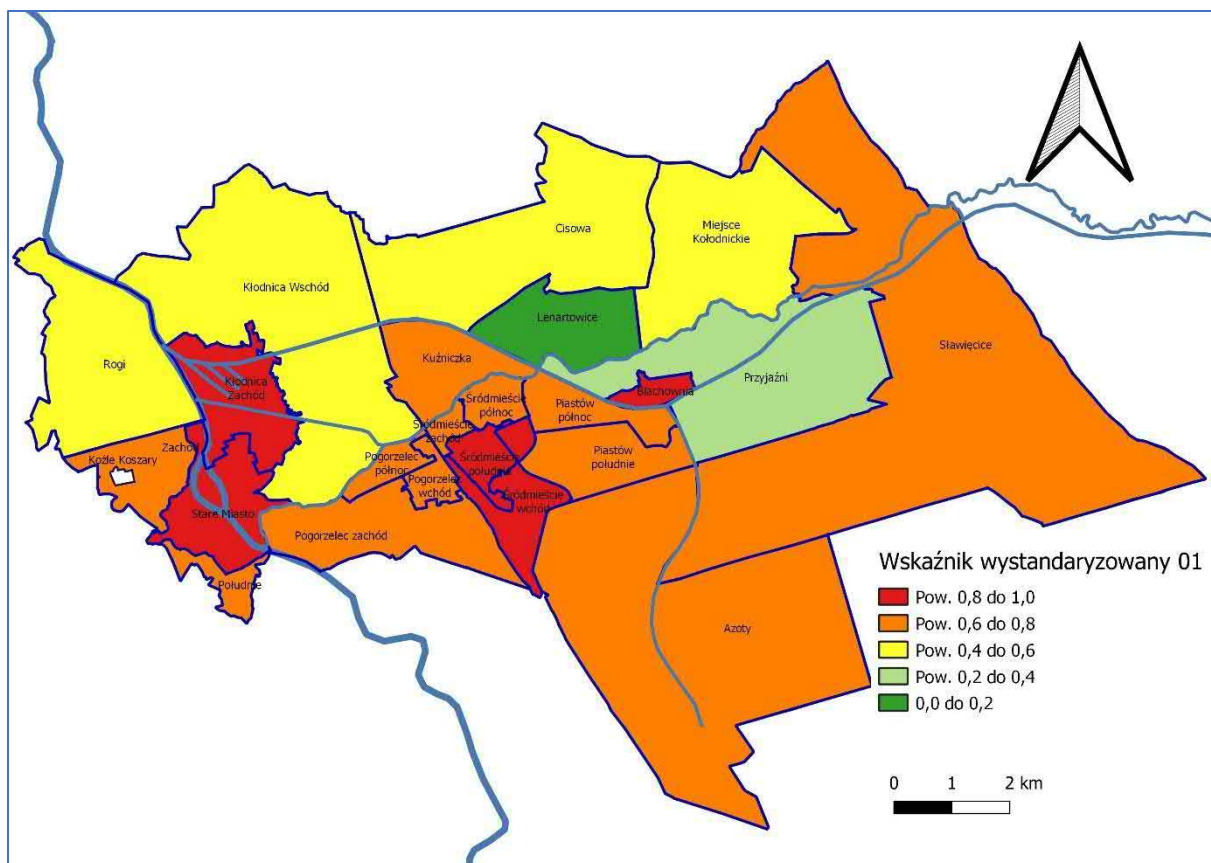 Cisowa
Miejsce
Kołodnickie
Kłodnica Wschód
Lenartowice
Rogi
Kuźniczka
Sławięcice
Kłodnica
Zachód
Przyjaźni
Blachownia
Śródmieście
północ
Piastów
północ
Śródmieście
zachód
Zachód
Koźle Koszary
Pogorzelec
północ
Śródmieście
południe
Piastów
południe
Pogorzelec
wchód
Śródmieście
wchód
Stare Miasto
Pogorzelec zachód
Południe
Azoty
Wskaźnik wystandaryzowany 01
Pow. 0,8 do 1,0
Pow. 0,6 do 0,8
Pow. 0,4 do 0,6
Pow. 0,2 do 0,4
0,0 do 0,2
0 1 2 km